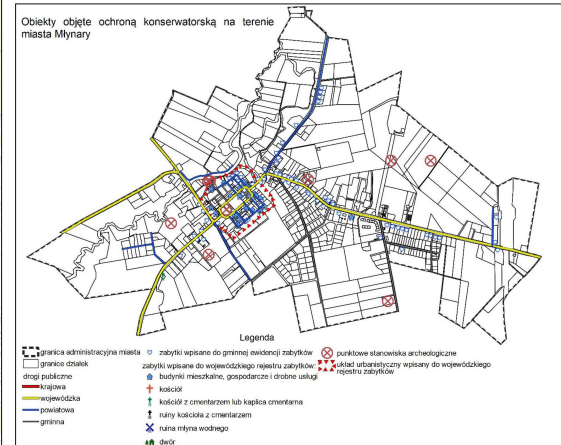 Obiekty objęte ochroną konserwatorską na terenie
miasta Młynary
Legenda
granica administracyjna miasta
granice działek
drogi publiczne
krajowa
wojewódzka
powiatowa
gminna
zabytki wpisane do gminnej ewidencji zabytków
zabytki wpisane do wojewódzkiego rejestru zabytków:
budynki mieszkalne, gospodarcze i drobne usługi
kościół
kościół z cmentarzem lub kaplica cmentarna
ruiny kościoła z cmentarzem
ruina młyna wodnego
dwór
punktowe stanowiska archeologiczne
układ urbanistyczny wpisany do wojewódzkiego
rejestru zabytków